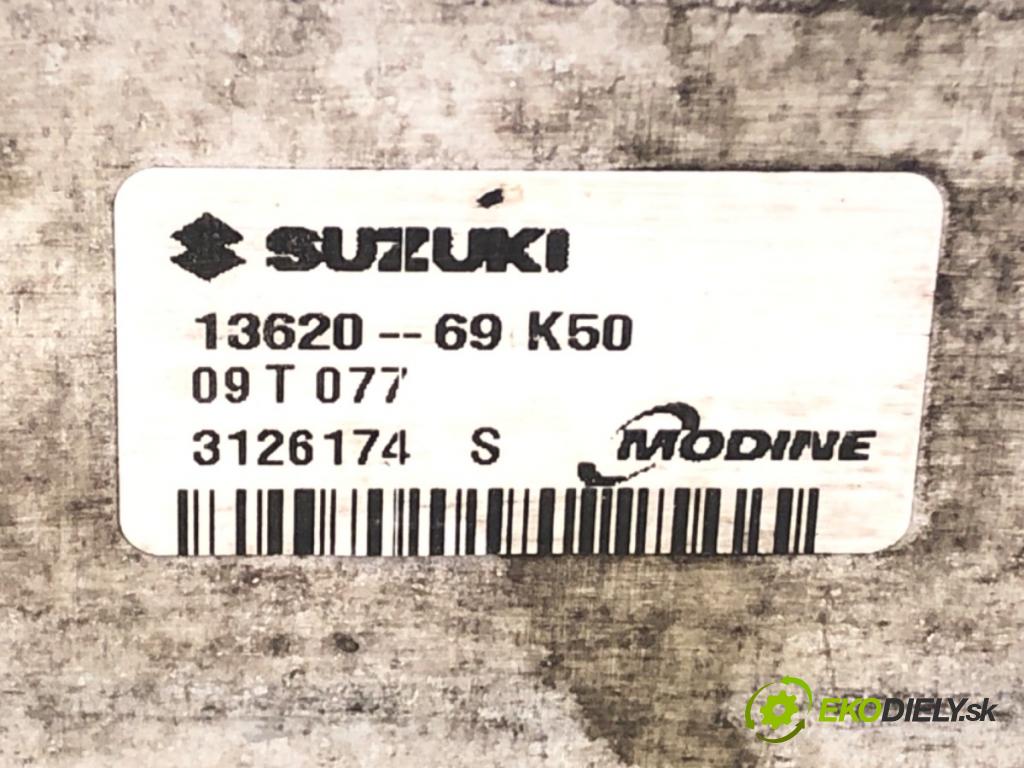 SUZUKI
13620--69 K50
09 T 077
3126174 S MODINE
EKODIELY.sk